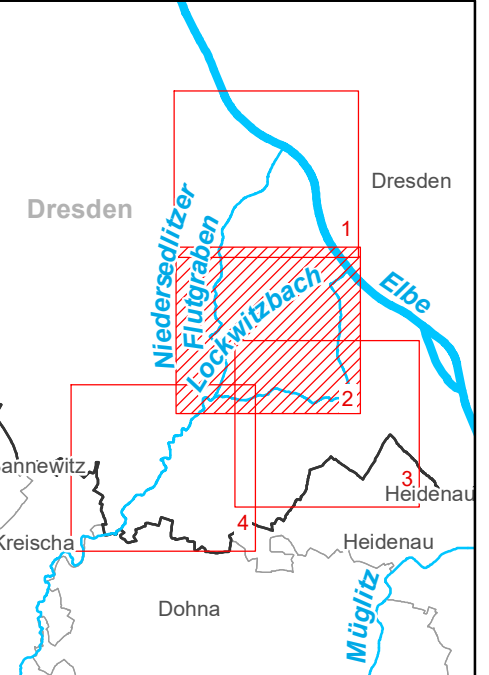 Dresden
Dresden
1
Niedersedlitzer
Flutgraben
Lockwitzbach
Elbe
2
annewitz
3
Heidenau
4
Kreischa
Heidenau
Dohna
Müglitz